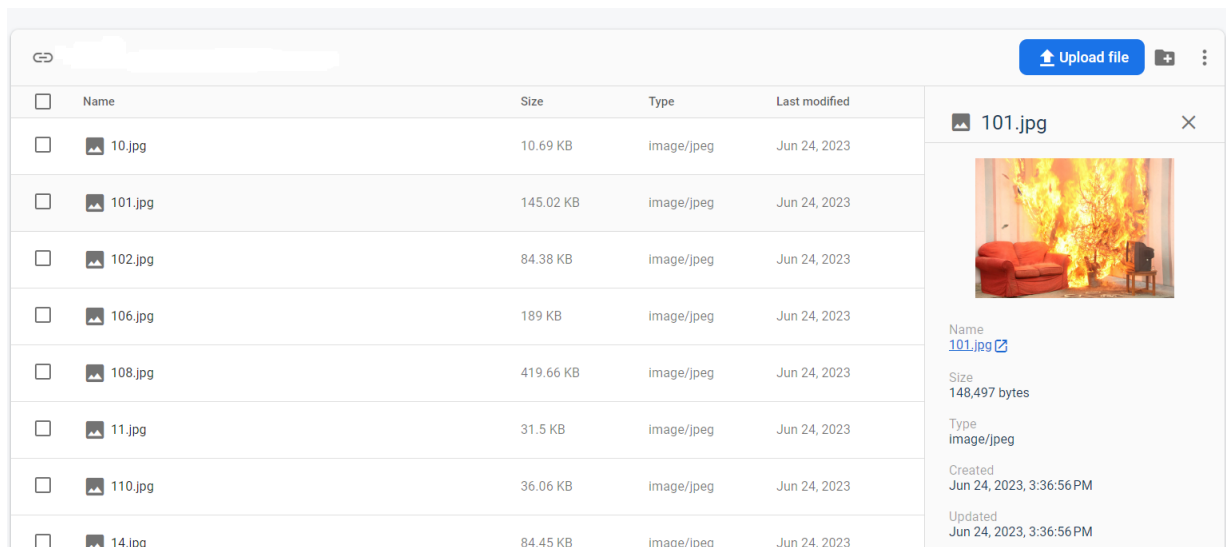 Upload file
Name Size Type Last modified
10.jpg 10.69 KB image/jpeg Jun 24, 2023
101.jpg 145.02 KB image/jpeg Jun 24, 2023
102.jpg 84.38 KB image/jpeg Jun 24, 2023
106.jpg 189 KB image/jpeg Jun 24, 2023
108.jpg 419.66 KB image/jpeg Jun 24, 2023
11.jpg 31.5 KB image/jpeg Jun 24, 2023
110.jpg 36.06 KB image/jpeg Jun 24, 2023
14.jpg 84.45 KB image/jpeg Jun 24, 2023
101.jpg
Name
101.jpg
Size
148,497 bytes
Type
image/jpeg
Created
Jun 24, 2023, 3:36:56 PM
Updated
Jun 24, 2023, 3:36:56 PM